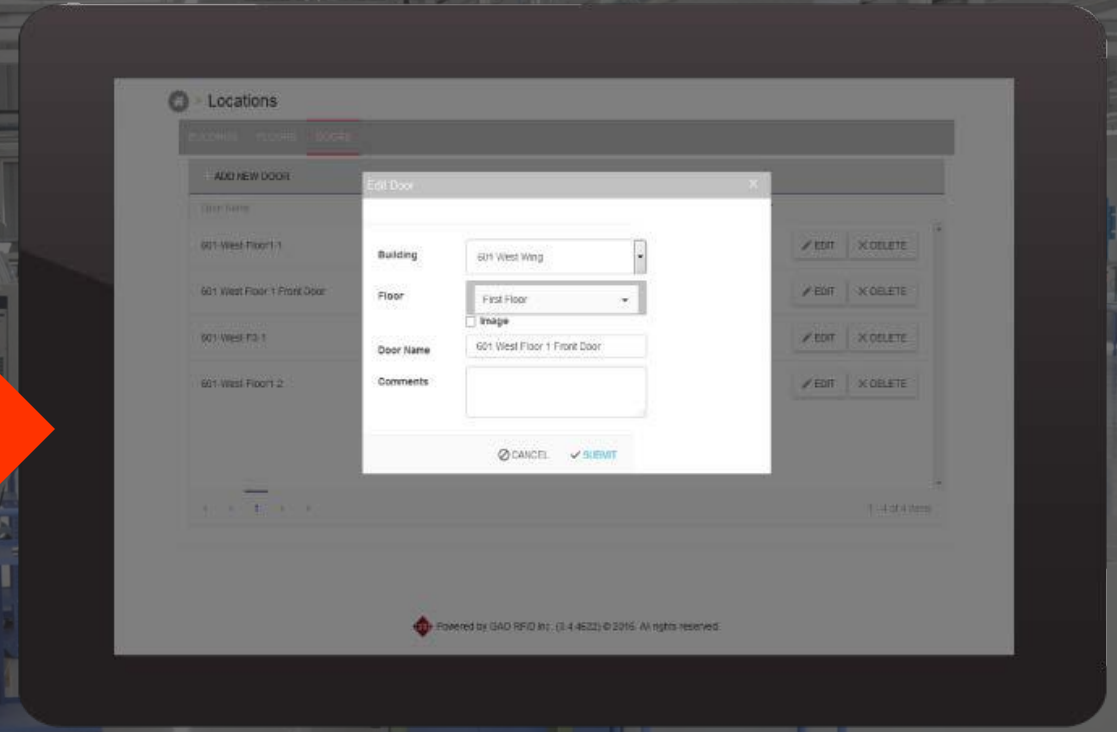 > Locations
BUILDINGS FLOORS DOORS
+ ADD NEW DOOR
Door Name
601-West-Floor1-1
EDIT DELETE
601 West Floor 1 Front Door
EDIT DELETE
601-West-F3-1
EDIT DELETE
601-West-Floor1-2
EDIT DELETE
Edit Door X
Building 601 West Wing
Floor First Floor
Image
Door Name 601 West Floor 1 Front Door
Comments
CANCEL SUBMIT
1
1 - 4 of 4 items
Powered by GAO RFID Inc. (3.4.4622) © 2016. All rights reserved.